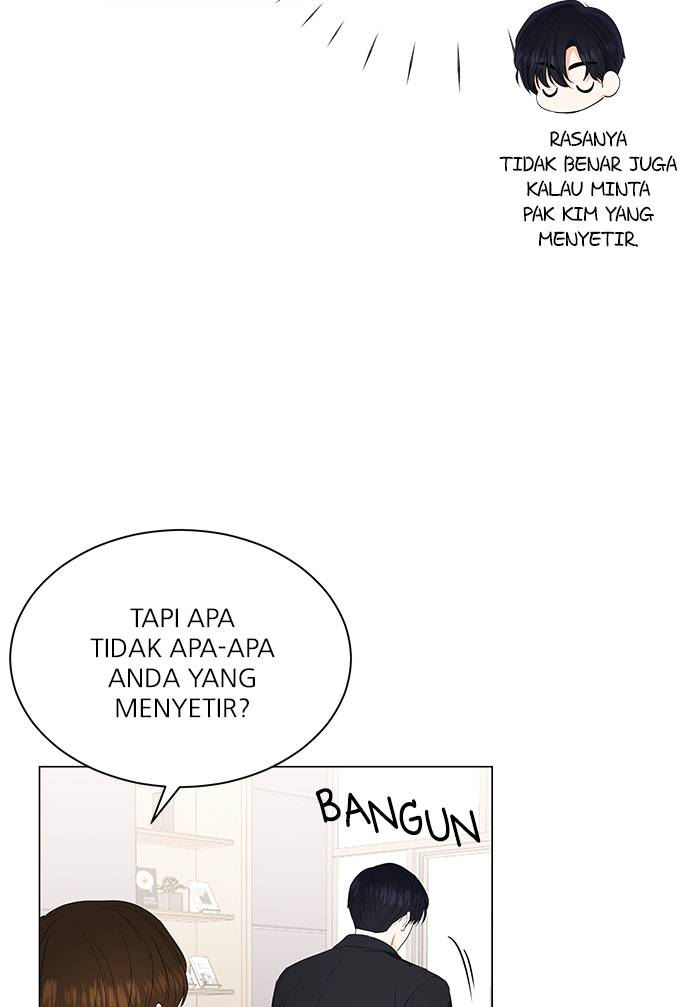 RASANYA
TIDAK BENAR JUGA
KALAU MINTA
PAK KIM YANG
MENYETIR.
TAPI APA
TIDAK APA-APA
ANDA YANG
MENYETIR?
BANGUN